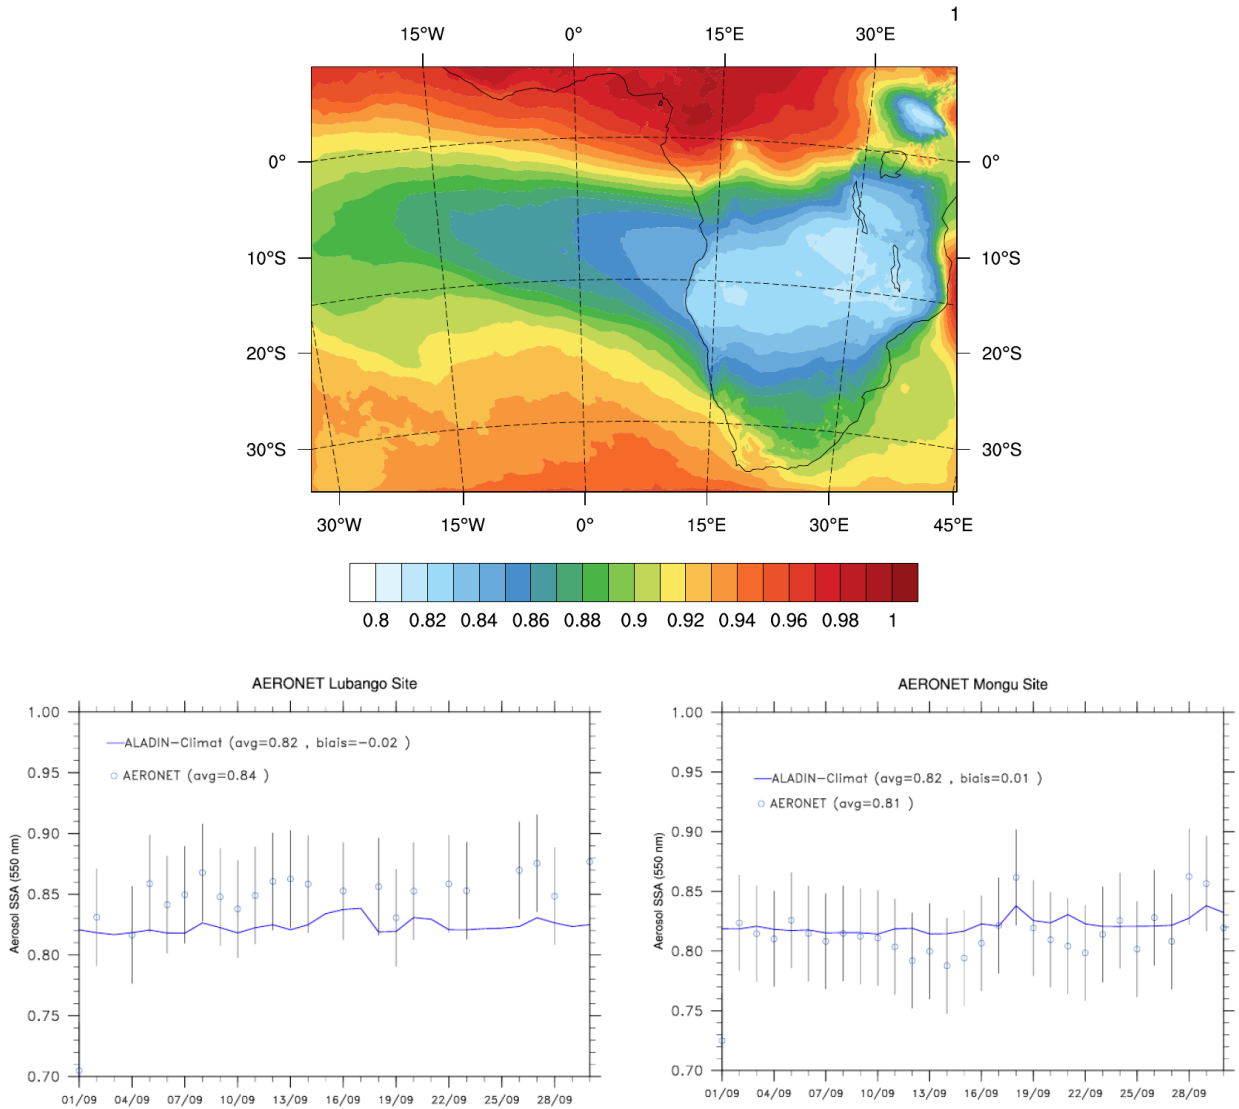 1
15°W 0° 15°E 30°E
0° 0°
10°S 10°S
20°S 20°S
30°S 30°S
30°W 15°W 0° 15°E 30°E 45°E
0.8 0.82 0.84 0.86 0.88 0.9 0.92 0.94 0.96 0.98 1
AERONET Lubango Site
1.00
ALADIN-Climat (avg=0.82 , biais=-0.02 )
0.95
AERONET (avg=0.84 )
0.90
0.85
0.80
0.75
0.70
Aerosol SSA (550 nm)
01/09 04/09 07/09 10/09 13/09 16/09 19/09 22/09 25/09 28/09
AERONET Mongu Site
1.00
0.95
ALADIN-Climat (avg=0.82 , biais=0.01 )
AERONET (avg=0.81 )
0.90
0.85
0.80
0.75
0.70
Aerosol SSA (550 nm)
01/09 04/09 07/09 10/09 13/09 16/09 19/09 22/09 25/09 28/09